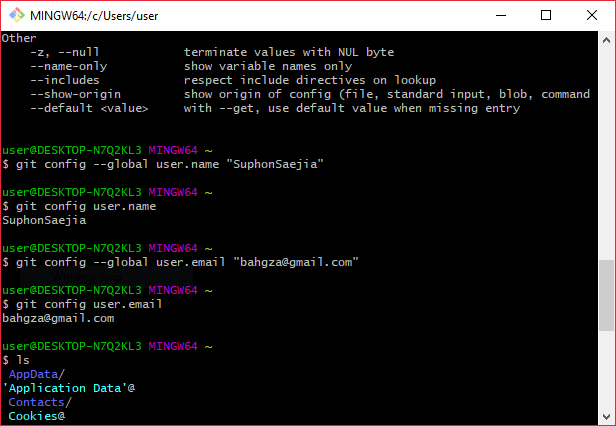 MINGW64:/c/Users/user
Other
    -z, --null            terminate values with NUL byte
    --name-only           show variable names only
    --includes            respect include directives on lookup
    --show-origin         show origin of config (file, standard input, blob, command
    --default <value>     with --get, use default value when missing entry
user@DESKTOP-N7Q2KL3 MINGW64 ~
$ git config --global user.name "SuphonSaejia"
user@DESKTOP-N7Q2KL3 MINGW64 ~
$ git config user.name
SuphonSaejia
user@DESKTOP-N7Q2KL3 MINGW64 ~
$ git config --global user.email "bahgza@gmail.com"
user@DESKTOP-N7Q2KL3 MINGW64 ~
$ git config user.email
bahgza@gmail.com
user@DESKTOP-N7Q2KL3 MINGW64 ~
$ ls
 AppData/
'Application Data'@
 Contacts/
 Cookies@